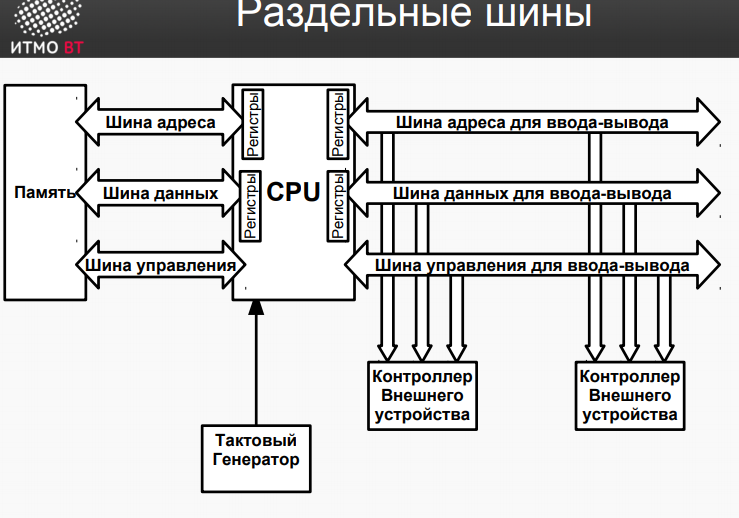 Раздельные шины
ИТМО ВТ
Память
Шина адреса
Шина данных
Шина управления
Регистры
Регистры
Регистры
Регистры
CPU
Шина адреса для ввода-вывода
Шина данных для ввода-вывода
Шина управления для ввода-вывода
Контроллер
Внешнего
устройства
Контроллер
Внешнего
устройства
Тактовый
Генератор